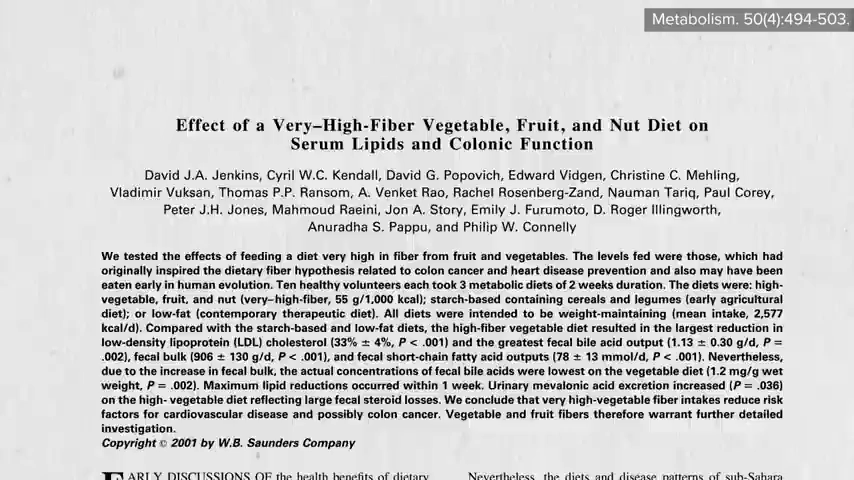 Metabolism. 50(4):494-503.
Effect of a Very–High-Fiber Vegetable, Fruit, and Nut Diet on
Serum Lipids and Colonic Function
David J.A. Jenkins, Cyril W.C. Kendall, David G. Popovich, Edward Vidgen, Christine C. Mehling,
Vladimir Vuksan, Thomas P.P. Ransom, A. Venket Rao, Rachel Rosenberg-Zand, Nauman Tariq, Paul Corey,
Peter J.H. Jones, Mahmoud Raeini, Jon A. Story, Emily J. Furumoto, D. Roger Illingworth,
Anuradha S. Pappu, and Philip W. Connelly
We tested the effects of feeding a diet very high in fiber from fruit and vegetables. The levels fed were those, which had
originally inspired the dietary fiber hypothesis related to colon cancer and heart disease prevention and also may have been
eaten early in human evolution. Ten healthy volunteers each took 3 metabolic diets of 2 weeks duration. The diets were: high-
vegetable, fruit, and nut (very–high-fiber, 55 g/1,000 kcal); starch-based containing cereals and legumes (early agricultural
diet); or low-fat (contemporary therapeutic diet). All diets were intended to be weight-maintaining (mean intake, 2,577
kcal/d). Compared with the starch-based and low-fat diets, the high-fiber vegetable diet resulted in the largest reduction in
low-density lipoprotein (LDL) cholesterol (33% ± 4%, P < .001) and the greatest fecal bile acid output (1.13 ± 0.30 g/d, P =
.002), fecal bulk (906 ± 130 g/d, P < .001), and fecal short-chain fatty acid outputs (78 ± 13 mmol/d, P < .001). Nevertheless,
due to the increase in fecal bulk, the actual concentrations of fecal bile acids were lowest on the vegetable diet (1.2 mg/g wet
weight, P = .002). Maximum lipid reductions occurred within 1 week. Urinary mevalonic acid excretion increased (P = .036)
on the high- vegetable diet reflecting large fecal steroid losses. We conclude that very high-vegetable fiber intakes reduce risk
factors for cardiovascular disease and possibly colon cancer. Vegetable and fruit fibers therefore warrant further detailed
investigation.
Copyright © 2001 by W.B. Saunders Company
EARLY DISCUSSIONS OF the health benefits of dietary
Nevertheless, the diets and disease patterns of sub-Sahara